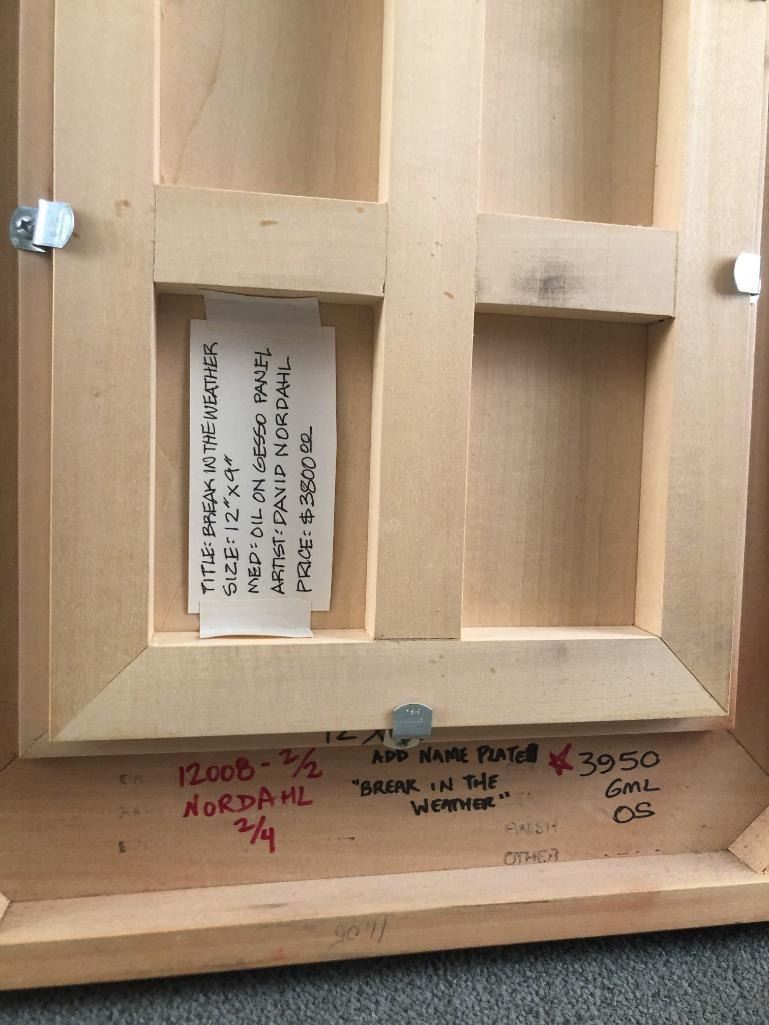 TITLE: BREAK IN THE WEATHER
SIZE: 12" X 9"
MED: OIL ON GESSO PANEL
ARTIST: DAVID NORDAHL
PRICE: $3800.00
12008-2/2
NORDAHL
2/4
ADD NAME PLATE
"BREAK IN THE
WEATHER"
3950
GML
OS
FINISH
OTHER